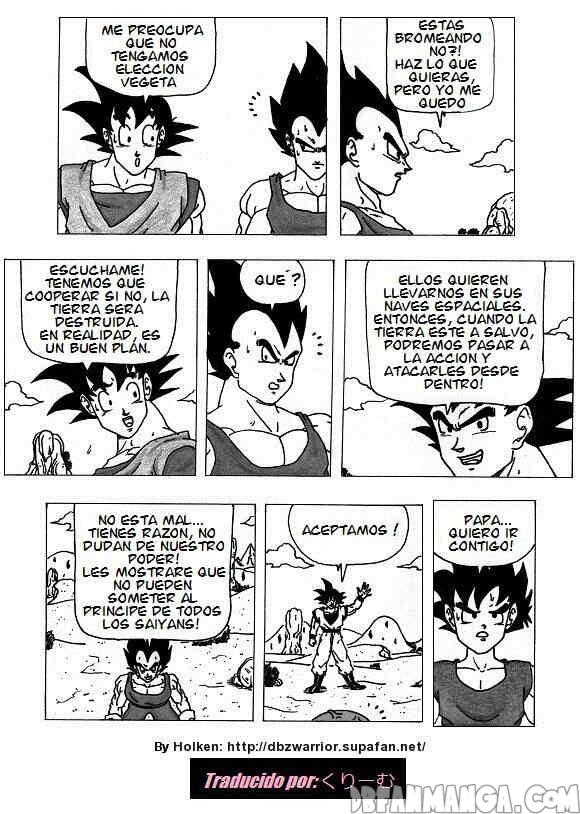 ME PREOCUPA
QUE NO
TENGAMOS
ELECCION
VEGETA
ESTAS
BROMEANDO
NO?!
HAZ LO QUE
QUIERAS,
PERO YO ME
QUEDO
ESCUCHAME!
TENEMOS QUE
COOPERAR SI NO, LA
TIERRA SERA
DESTRUIDA.
EN REALIDAD, ES
UN BUEN PLÁN.
QUE ?
ELLOS QUIEREN
LLEVARNOS EN SUS
NAVES ESPACIALES.
ENTONCES, CUANDO LA
TIERRA ESTE A SALVO,
PODREMOS PASAR A
LA ACCION Y
ATACARLES DESDE
DENTRO!
NO ESTA MAL...
TIENES RAZON, NO
DUDAN DE NUESTRO
PODER!
LES MOSTRARE QUE
NO PUEDEN
SOMETER AL
PRINCIPE DE TODOS
LOS SAIYANS!
ACEPTAMOS !
PAPA...
QUIERO IR
CONTIGO!
By Holken: http://dbzwarrior.supafan.net/
Traducido por:くりーむ
DBFANMANGA.COM